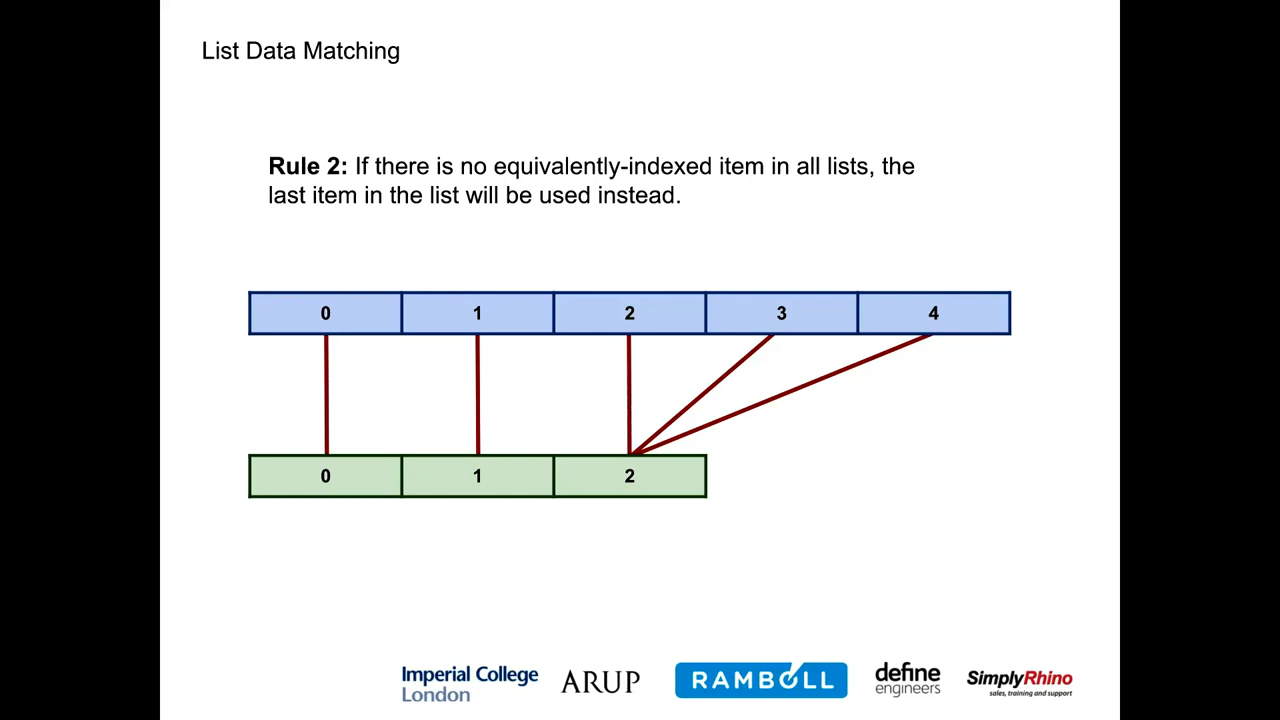 List Data Matching
Rule 2: If there is no equivalently-indexed item in all lists, the
last item in the list will be used instead.
0 1 2 3 4
0 1 2
Imperial College
London
ARUP
RAMBOLL
define
engineers
SimplyRhino
sales, training and support